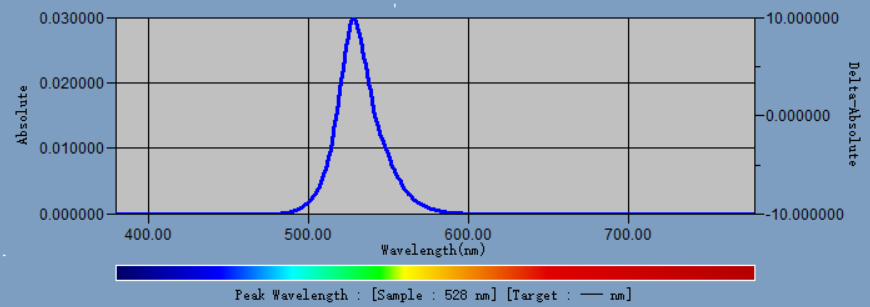 0.030000
10.000000
0.020000
Absolute
0.000000
Delta-Absolute
0.010000
0.000000
-10.000000
400.00
500.00
600.00
700.00
Wavelength(nm)
Peak Wavelength : [Sample : 528 nm] [Target : —— nm]